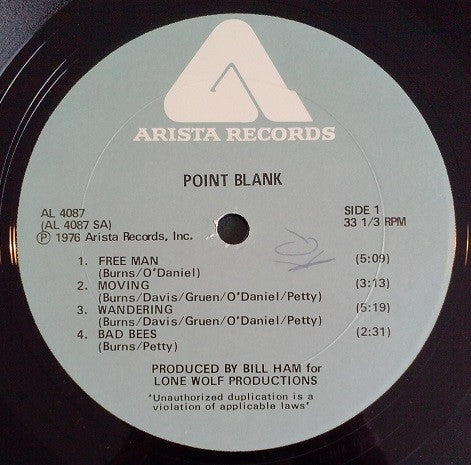 ARISTA RECORDS
POINT BLANK
AL 4087
(AL 4087 SA)
Ⓟ 1976 Arista Records, Inc.
SIDE 1
33 1/3 RPM
1. FREE MAN (5:09)
(Burns/O'Daniel)
2. MOVING (3:13)
(Burns/Davis/Gruen/O'Daniel/Petty)
3. WANDERING (5:19)
(Burns/Davis/Gruen/O'Daniel/Petty)
4. BAD BEES (2:31)
(Burns/Petty)
PRODUCED BY BILL HAM for
LONE WOLF PRODUCTIONS
'Unauthorized duplication is a
violation of applicable laws'